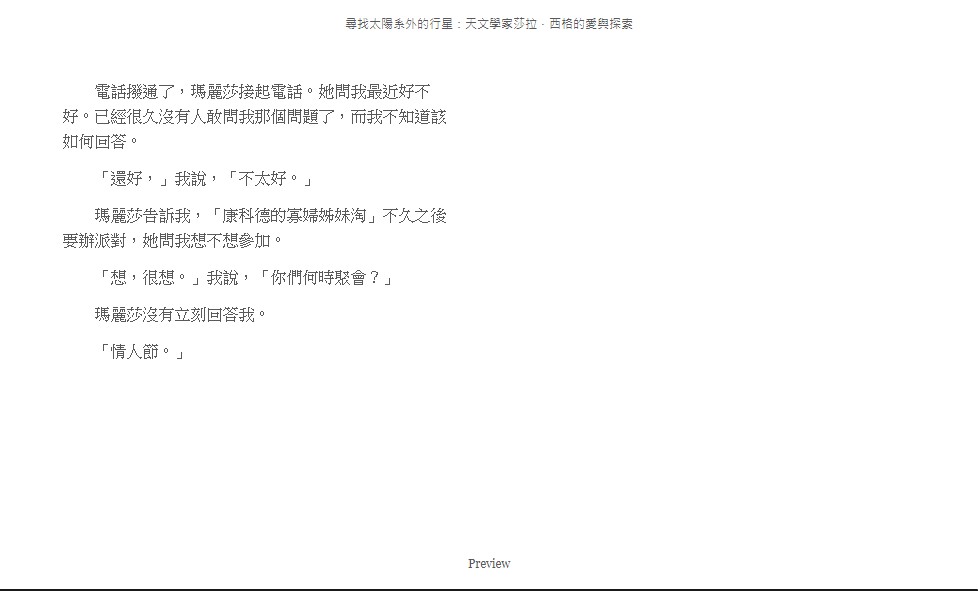 尋找太陽系外的行星：天文學家莎拉．西格的愛與探索
電話撥通了，瑪麗莎接起電話。她問我最近好不
好。已經很久沒有人敢問我那個問題了，而我不知道該
如何回答。
「還好，」我說，「不太好。」
瑪麗莎告訴我，「康科德的寡婦姊妹淘」不久之後
要辦派對，她問我想不想參加。
「想，很想。」我說，「你們何時聚會？」
瑪麗莎沒有立刻回答我。
「情人節。」
Preview